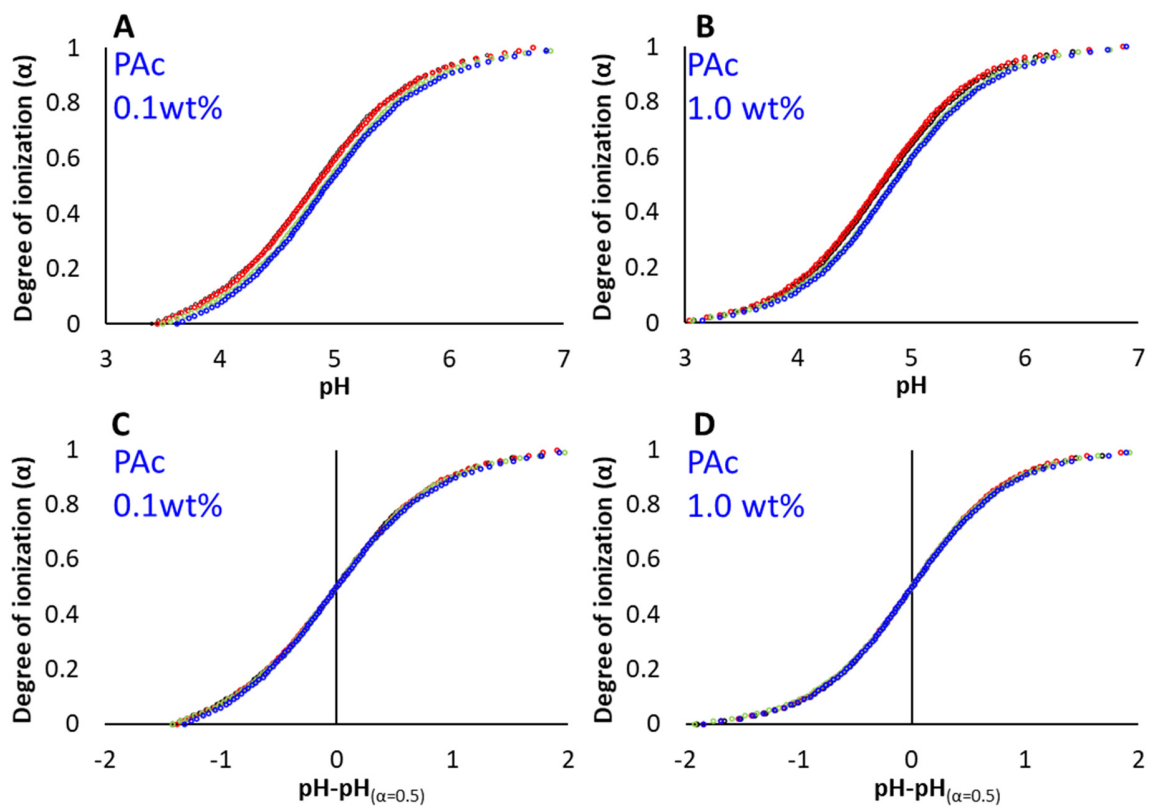 A
PAc
0.1wt%
Degree of ionization (α)
1
0.8
0.6
0.4
0.2
0
3 4 5 6 7
pH
B
PAc
1.0 wt%
Degree of ionization (α)
1
0.8
0.6
0.4
0.2
0
3 4 5 6 7
pH
C
PAc
0.1wt%
Degree of ionization (α)
1
0.8
0.6
0.4
0.2
0
-2 -1 0 1 2
pH-pH(α=0.5)
D
PAc
1.0 wt%
Degree of ionization (α)
1
0.8
0.6
0.4
0.2
0
-2 -1 0 1 2
pH-pH(α=0.5)